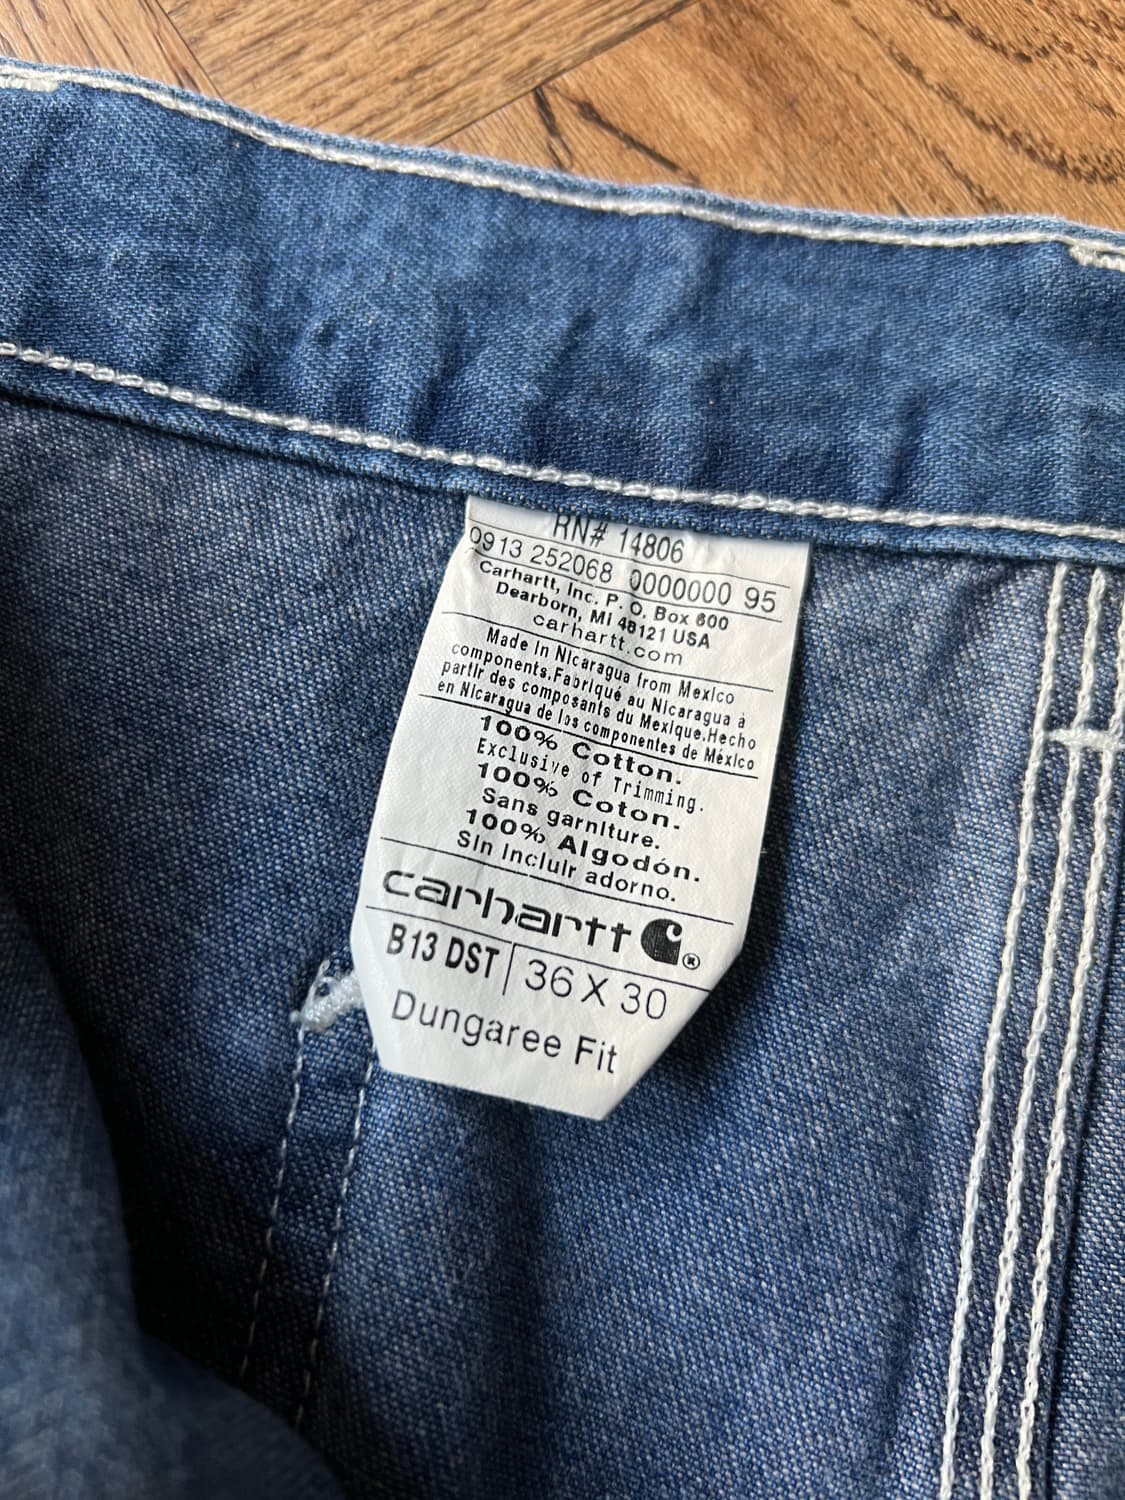 RN# 14806
0913 252068 0000000 95
Carhartt, Inc. P. O. Box 600
Dearborn, MI 48121 USA
carhartt.com
Made in Nicaragua from Mexico
components.Fabriqué au Nicaragua à
partir des composants du Mexique.Hecho
en Nicaragua de los componentes de México
100% Cotton.
Exclusive of Trimming.
100% Coton.
Sans garniture.
100% Algodón.
Sin Incluir adorno.
carhartt ®
B13 DST 36 X 30
Dungaree Fit